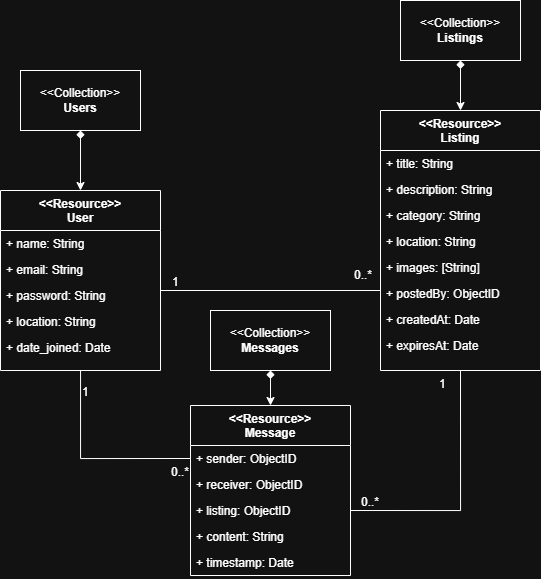 <<Collection>>
Listings
<<Collection>>
Users
<<Resource>>
Listing
+ title: String
+ description: String
+ category: String
+ location: String
+ images: [String]
+ postedBy: ObjectID
+ createdAt: Date
+ expiresAt: Date
<<Resource>>
User
+ name: String
+ email: String
+ password: String
+ location: String
+ date_joined: Date
1
0..*
<<Collection>>
Messages
1
1
<<Resource>>
Message
+ sender: ObjectID
+ receiver: ObjectID
+ listing: ObjectID
+ content: String
+ timestamp: Date
0..*
0..*